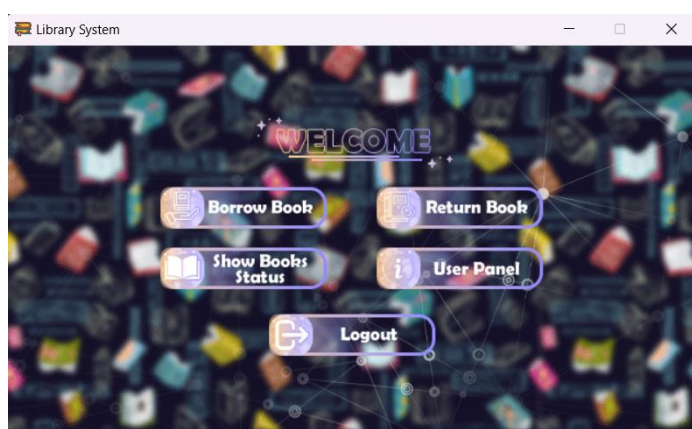 Library System
WELCOME
Borrow Book
Return Book
Show Books
Status
User Panel
Logout